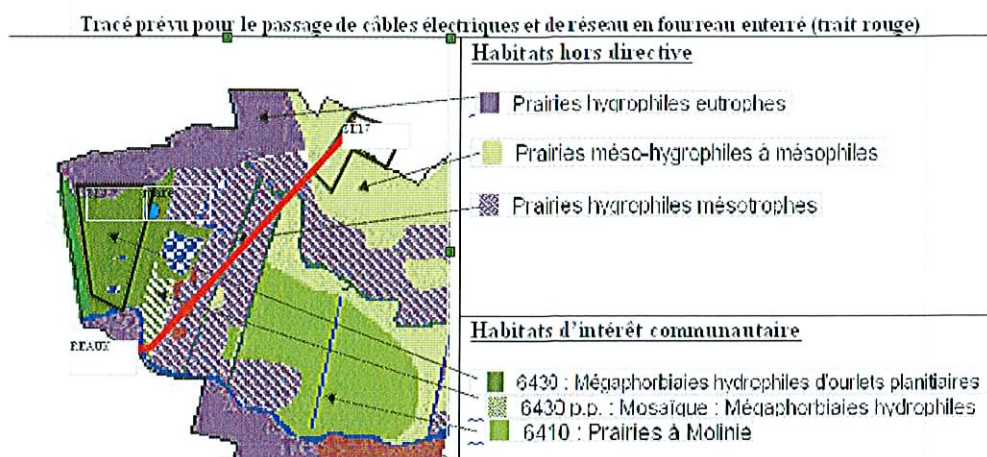 Tracé prévu pour le passage de câbles électriques et de réseau en fourreau enterré (trait rouge)
Habitats hors directive
Prairies hygrophiles eutrophes
Prairies méso-hygrophiles à mésophiles
Prairies hygrophiles mésotrophes
REAUX
Habitats d'intérêt communautaire
6430 : Mégaphorbiaies hydrophiles d'ourlets planitiaires
6430 p.p. : Mosaïque : Mégaphorbiaies hydrophiles
6410 : Prairies à Molinie